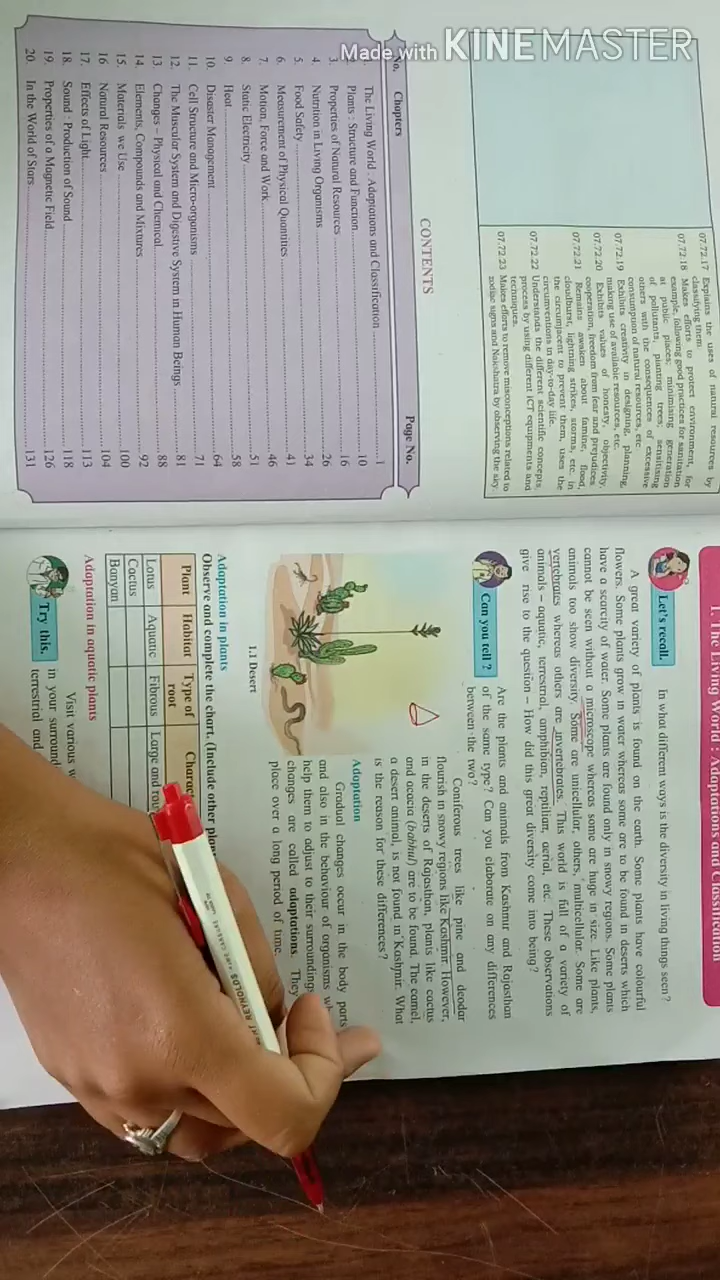 Made with KINEMASTER
07.72.17 Explains the uses of natural resources by
classifying them.
07.72.18 Makes efforts to protect environment, for
example, following good practices for sanitation
at public places; minimising generation
of pollutants, planting trees; sensitising
others with the consequences of excessive
consumption of natural resources, etc.
07.72.19 Exhibits creativity in designing, planning,
making use of available resources, etc.
07.72.20 Exhibits values of honesty, objectivity,
cooperation, freedom from fear and prejudices.
07.72.21 Remains awaken about famine, flood,
cloudburst, lightning strikes, storms, etc. in
the circumjacent to prevent them, uses the
circumventions in day-to-day life.
07.72.22 Understands the different scientific concepts,
process by using different ICT equipments and
techniques.
07.72.23 Makes efforts to remove misconceptions related to
zodiac signs and Nakshatra by observing the sky.
CONTENTS
No. Chapters Page No.
The Living World : Adaptations and Classification 1
Plants : Structure and Function 10
3. Properties of Natural Resources 16
4. Nutrition in Living Organisms 26
5. Food Safety 34
6. Measurement of Physical Quantities 41
7. Motion, Force and Work 46
8. Static Electricity 51
9. Heat 58
10. Disaster Management 64
11. Cell Structure and Micro-organisms 71
12. The Muscular System and Digestive System in Human Beings 81
13. Changes - Physical and Chemical 88
14. Elements, Compounds and Mixtures 92
15. Materials we Use 100
16. Natural Resources 104
17. Effects of Light 113
18. Sound : Production of Sound 118
19. Properties of a Magnetic Field 126
20. In the World of Stars 131
1. The Living World : Adaptations and Classification
Let's recall. In what different ways is the diversity in living things seen?
A great variety of plants is found on the earth. Some plants have colourful
flowers. Some plants grow in water whereas some are to be found in deserts which
have a scarcity of water. Some plants are found only in snowy regions. Some plants
cannot be seen without a microscope whereas some are huge in size. Like plants,
animals too show diversity. Some are unicellular, others, multicellular. Some are
vertebrates whereas others are invertebrates. This world is full of a variety of
animals – aquatic, terrestrial, amphibian, reptilian, aerial, etc. These observations
give rise to the question – How did this great diversity come into being?
Can you tell ? Are the plants and animals from Kashmir and Rajasthan
of the same type? Can you elaborate on any differences
between the two?
Coniferous trees like pine and deodar
flourish in snowy regions like Kashmir. However,
in the deserts of Rajasthan, plants like cactus
and acacia (babhul) are to be found. The camel,
a desert animal, is not found in Kashmir. What
is the reason for these differences?
1.1 Desert
Adaptation
Gradual changes occur in the body parts
and also in the behaviour of organisms
help them to adjust to their
changes are called adaptations. They
place over a long period of time.
Adaptation in plants
Observe and complete the chart. (Include other
Plant Habitat Type of root
Lotus Aquatic Fibrous Large and
Cactus
Banyan
Adaptation in aquatic plants
Try this. Visit various
in your
terrestrial and
REYNOLDS